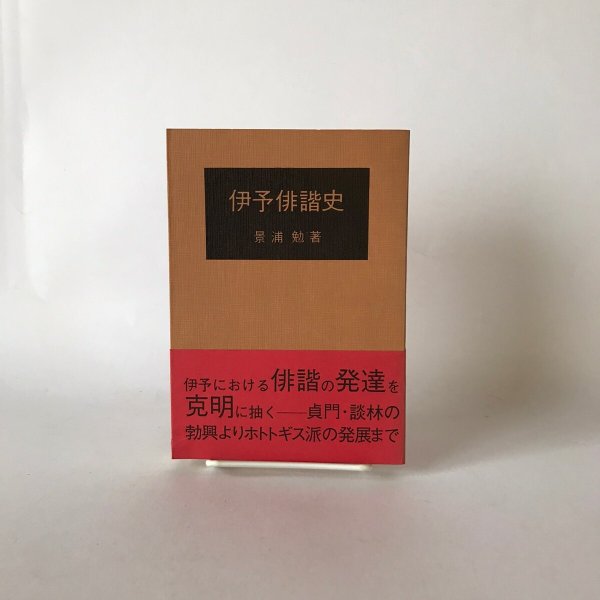 伊予俳諧史
景浦 勉著
伊予における俳諧の発達を
克明に抽く──貞門・談林の
勃興よりホトトギス派の発展まで